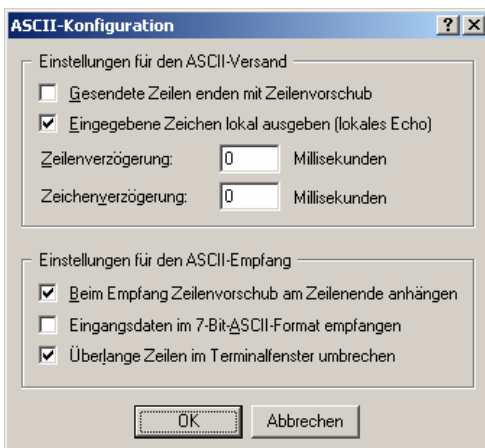 ASCII-Konfiguration
Einstellungen für den ASCII-Versand
Gesendete Zeilen enden mit Zeilenvorschub
Eingegebene Zeichen lokal ausgeben (lokales Echo)
Zeilenverzögerung: 0 Millisekunden
Zeichenverzögerung: 0 Millisekunden
Einstellungen für den ASCII-Empfang
Beim Empfang Zeilenvorschub am Zeilenende anhängen
Eingangsdaten im 7-Bit-ASCII-Format empfangen
Überlange Zeilen im Terminalfenster umbrechen
OK Abbrechen